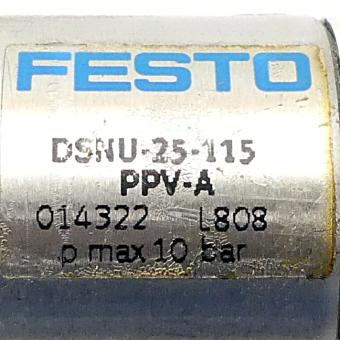 FESTO
DSNU-25-115
PPV-A
014322 L808
p max 10 bar